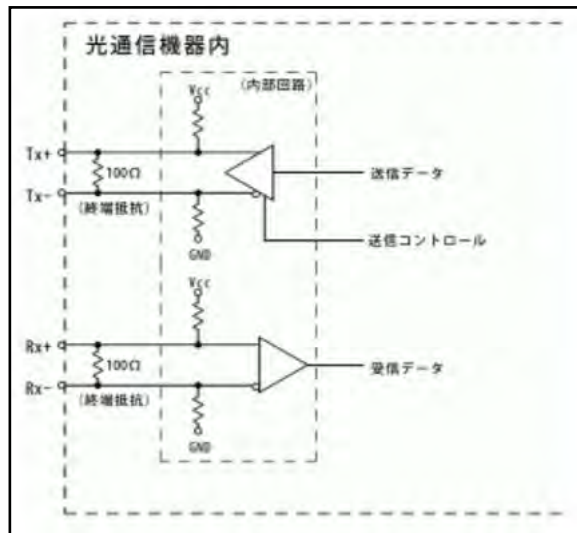 光通信機器内
(内部回路)
Vcc
Tx+
100Ω
送信データ
Tx-
(終端抵抗)
送信コントロール
GND
Vcc
Rx+
100Ω
受信データ
Rx-
(終端抵抗)
GND